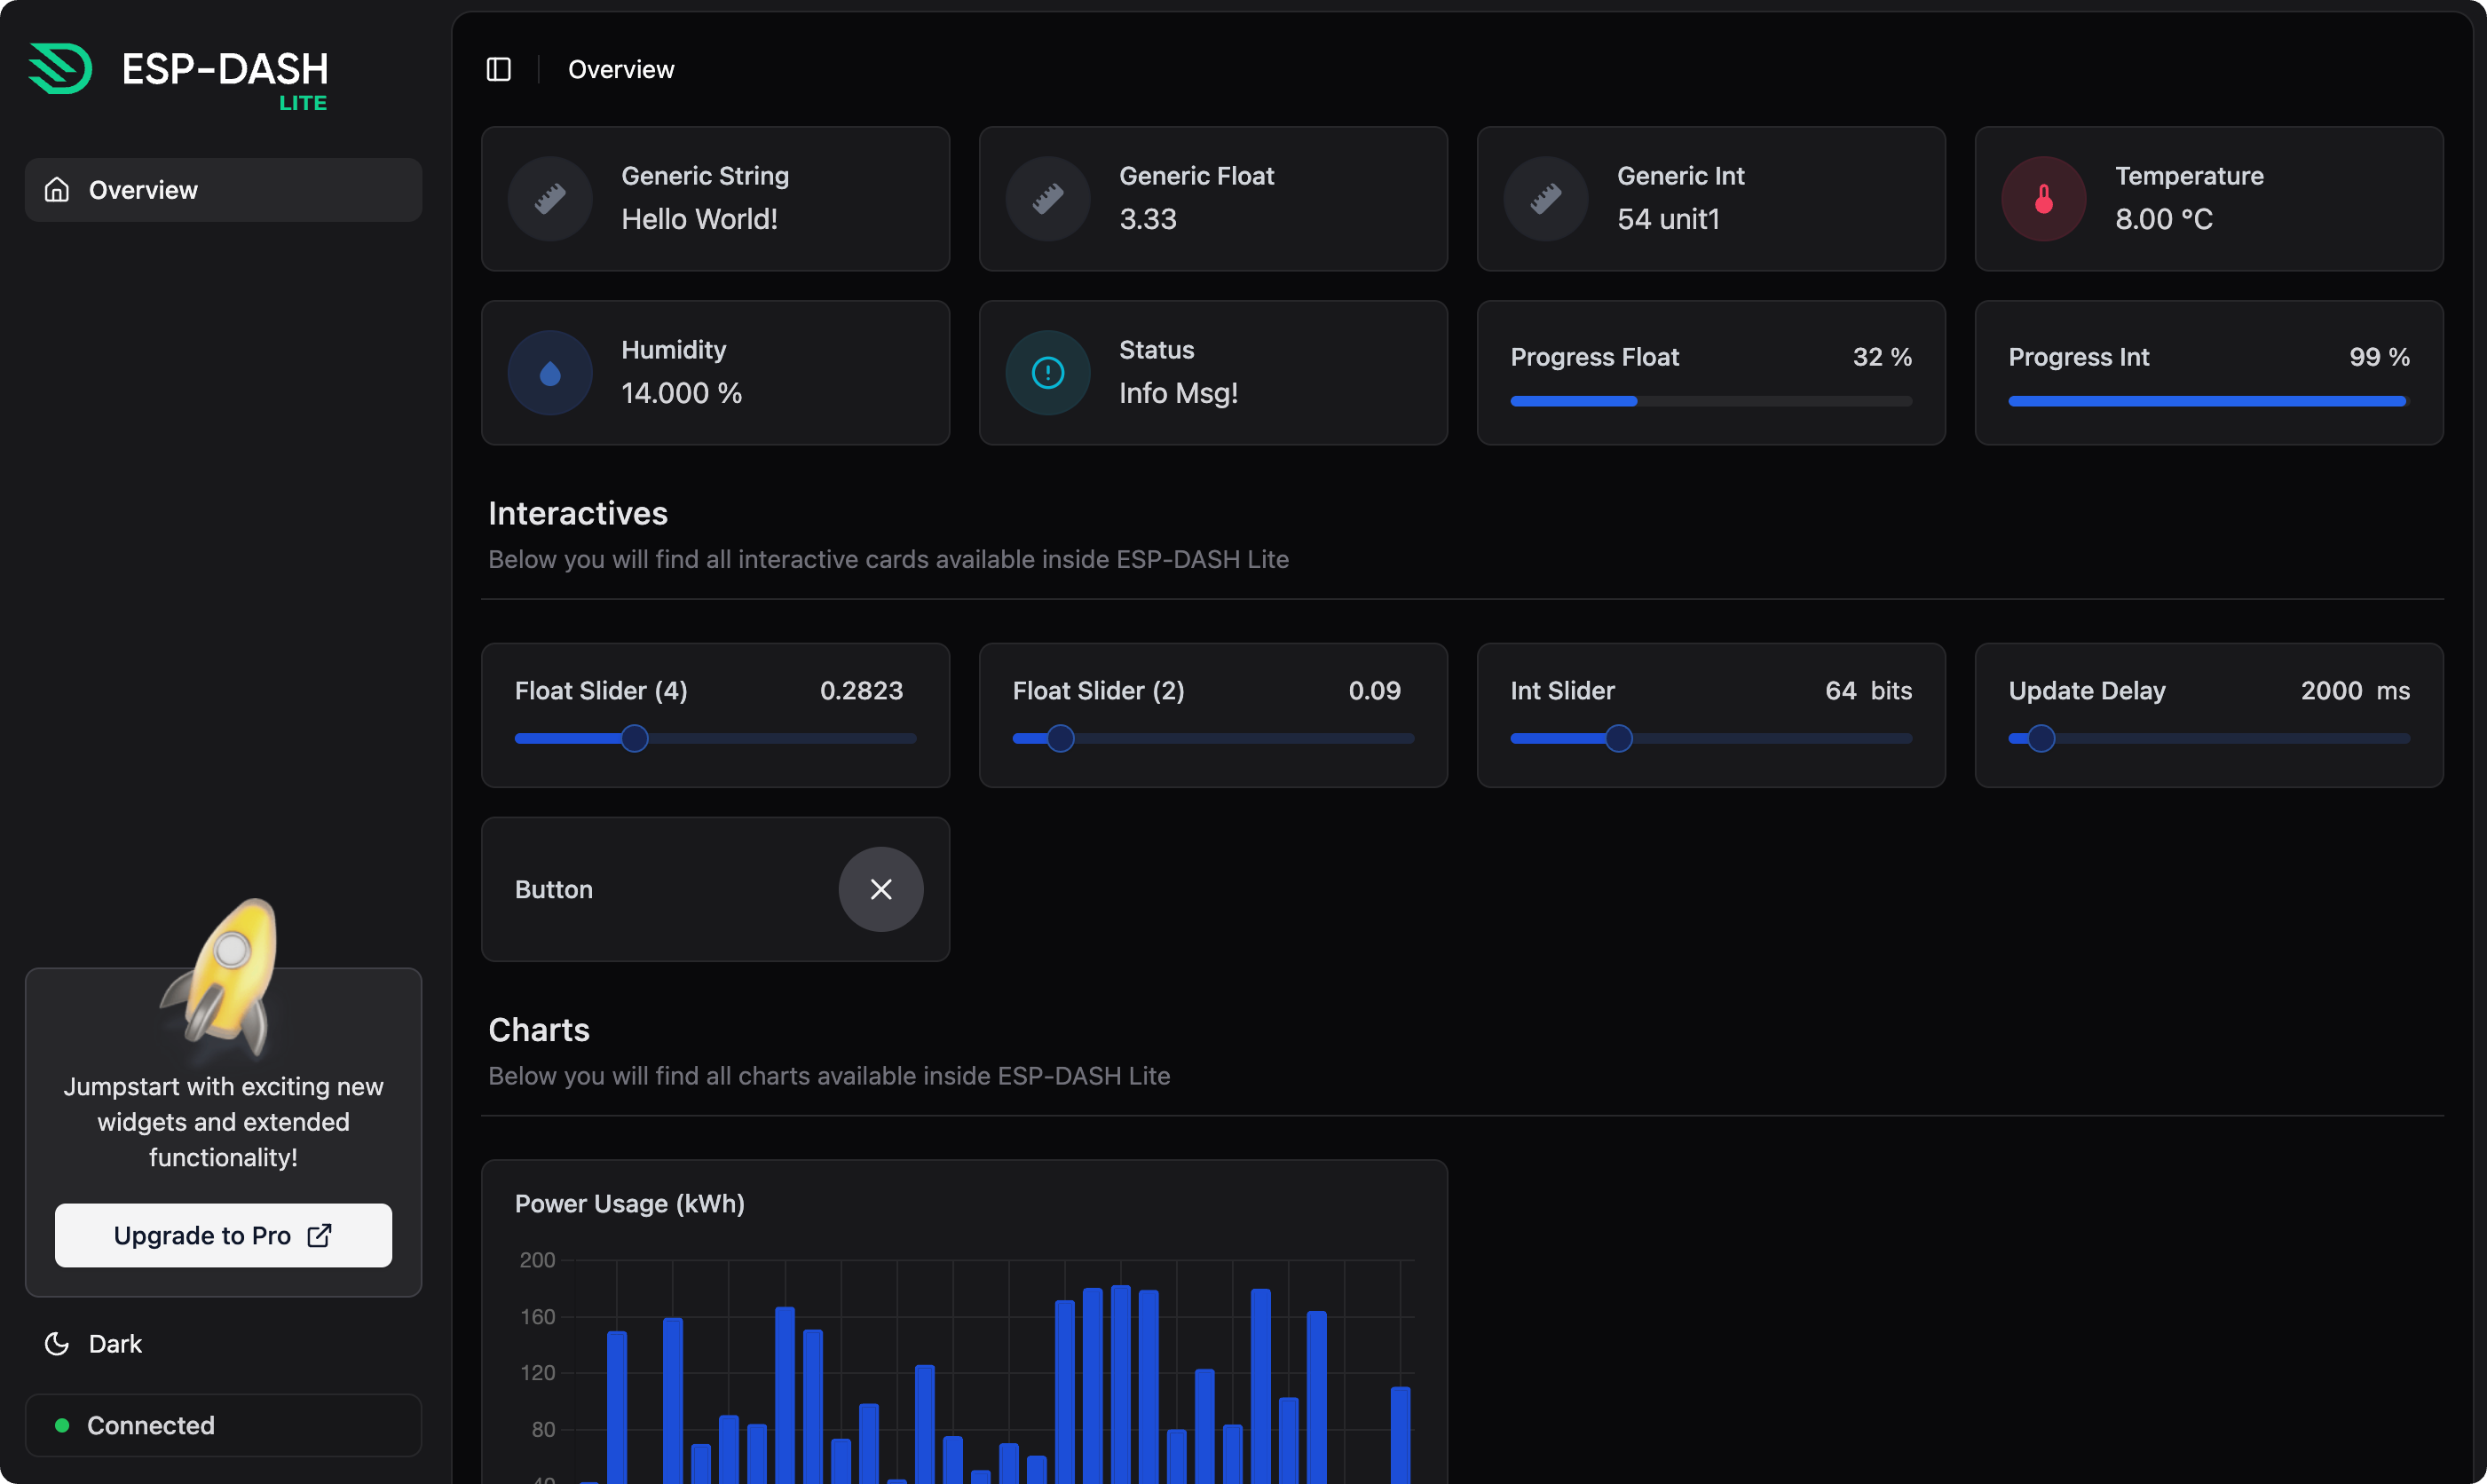 ESP-DASH
LITE
Overview
Jumpstart with exciting new
widgets and extended
functionality!
Upgrade to Pro
Dark
Connected
Overview
Generic String
Hello World!
Generic Float
3.33
Generic Int
54 unit1
Temperature
8.00 °C
Humidity
14.000 %
Status
Info Msg!
Progress Float 32 %
Progress Int 99 %
Interactives
Below you will find all interactive cards available inside ESP-DASH Lite
Float Slider (4) 0.2823
Float Slider (2) 0.09
Int Slider 64 bits
Update Delay 2000 ms
Button
Charts
Below you will find all charts available inside ESP-DASH Lite
Power Usage (kWh)
200
160
120
80
40